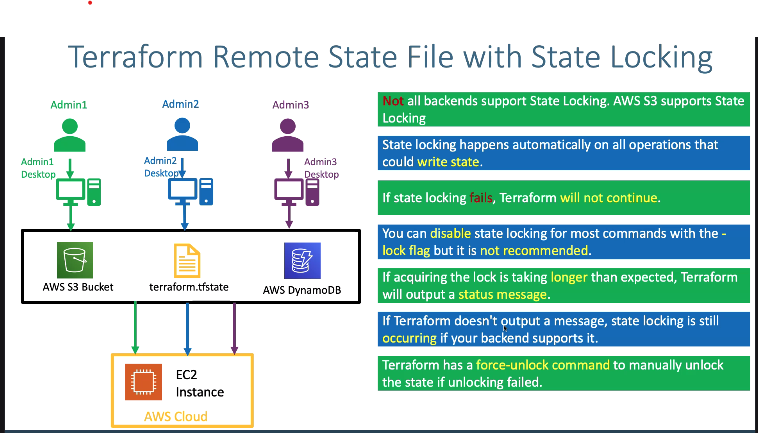 Terraform Remote State File with State Locking
Admin1
Admin2
Admin3
Admin1
Desktop
Admin2
Desktop
Admin3
Desktop
AWS S3 Bucket
terraform.tfstate
AWS DynamoDB
EC2
Instance
AWS Cloud
Not all backends support State Locking. AWS S3 supports State
Locking
State locking happens automatically on all operations that
could write state.
If state locking fails, Terraform will not continue.
You can disable state locking for most commands with the -
lock flag but it is not recommended.
If acquiring the lock is taking longer than expected, Terraform
will output a status message.
If Terraform doesn't output a message, state locking is still
occurring if your backend supports it.
Terraform has a force-unlock command to manually unlock
the state if unlocking failed.